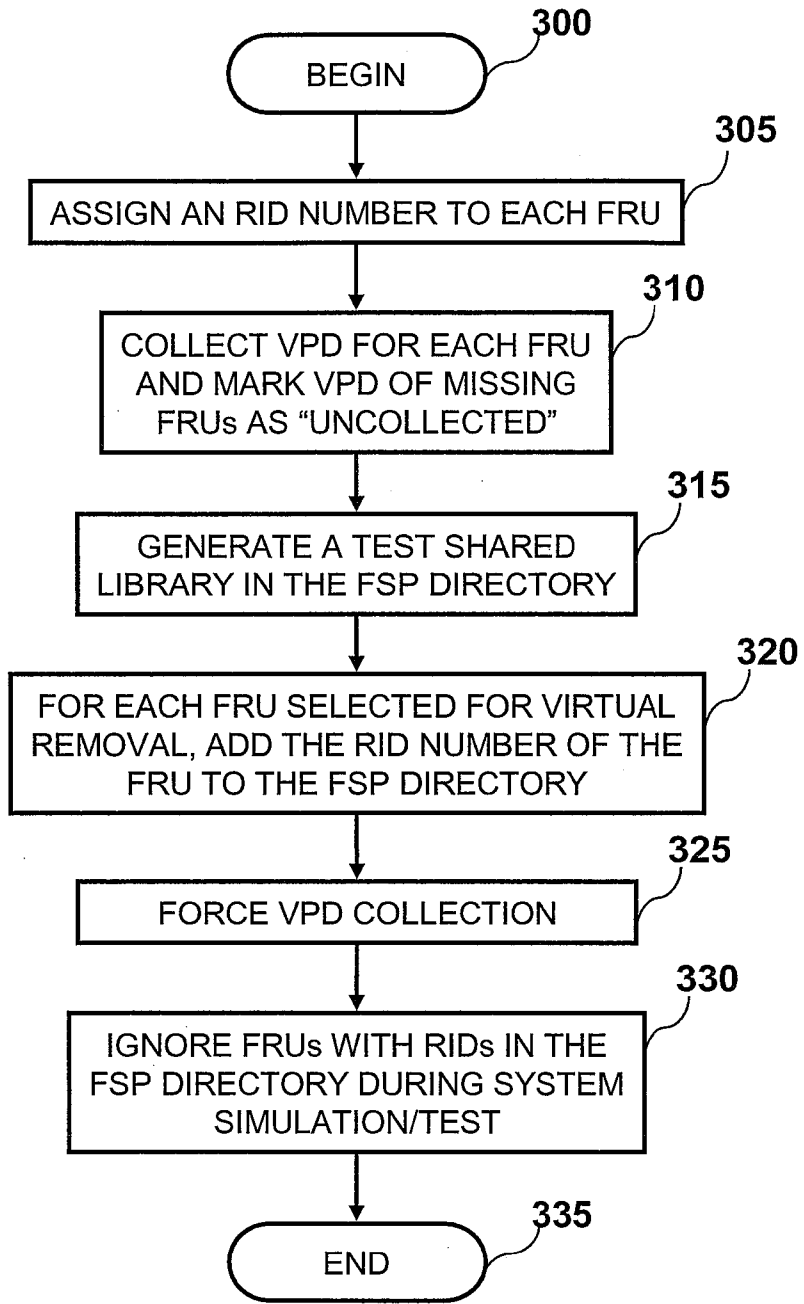 300
BEGIN
305
ASSIGN AN RID NUMBER TO EACH FRU
310
COLLECT VPD FOR EACH FRU
AND MARK VPD OF MISSING
FRUs AS “UNCOLLECTED”
315
GENERATE A TEST SHARED
LIBRARY IN THE FSP DIRECTORY
320
FOR EACH FRU SELECTED FOR VIRTUAL
REMOVAL, ADD THE RID NUMBER OF THE
FRU TO THE FSP DIRECTORY
325
FORCE VPD COLLECTION
330
IGNORE FRUs WITH RIDs IN THE
FSP DIRECTORY DURING SYSTEM
SIMULATION/TEST
335
END